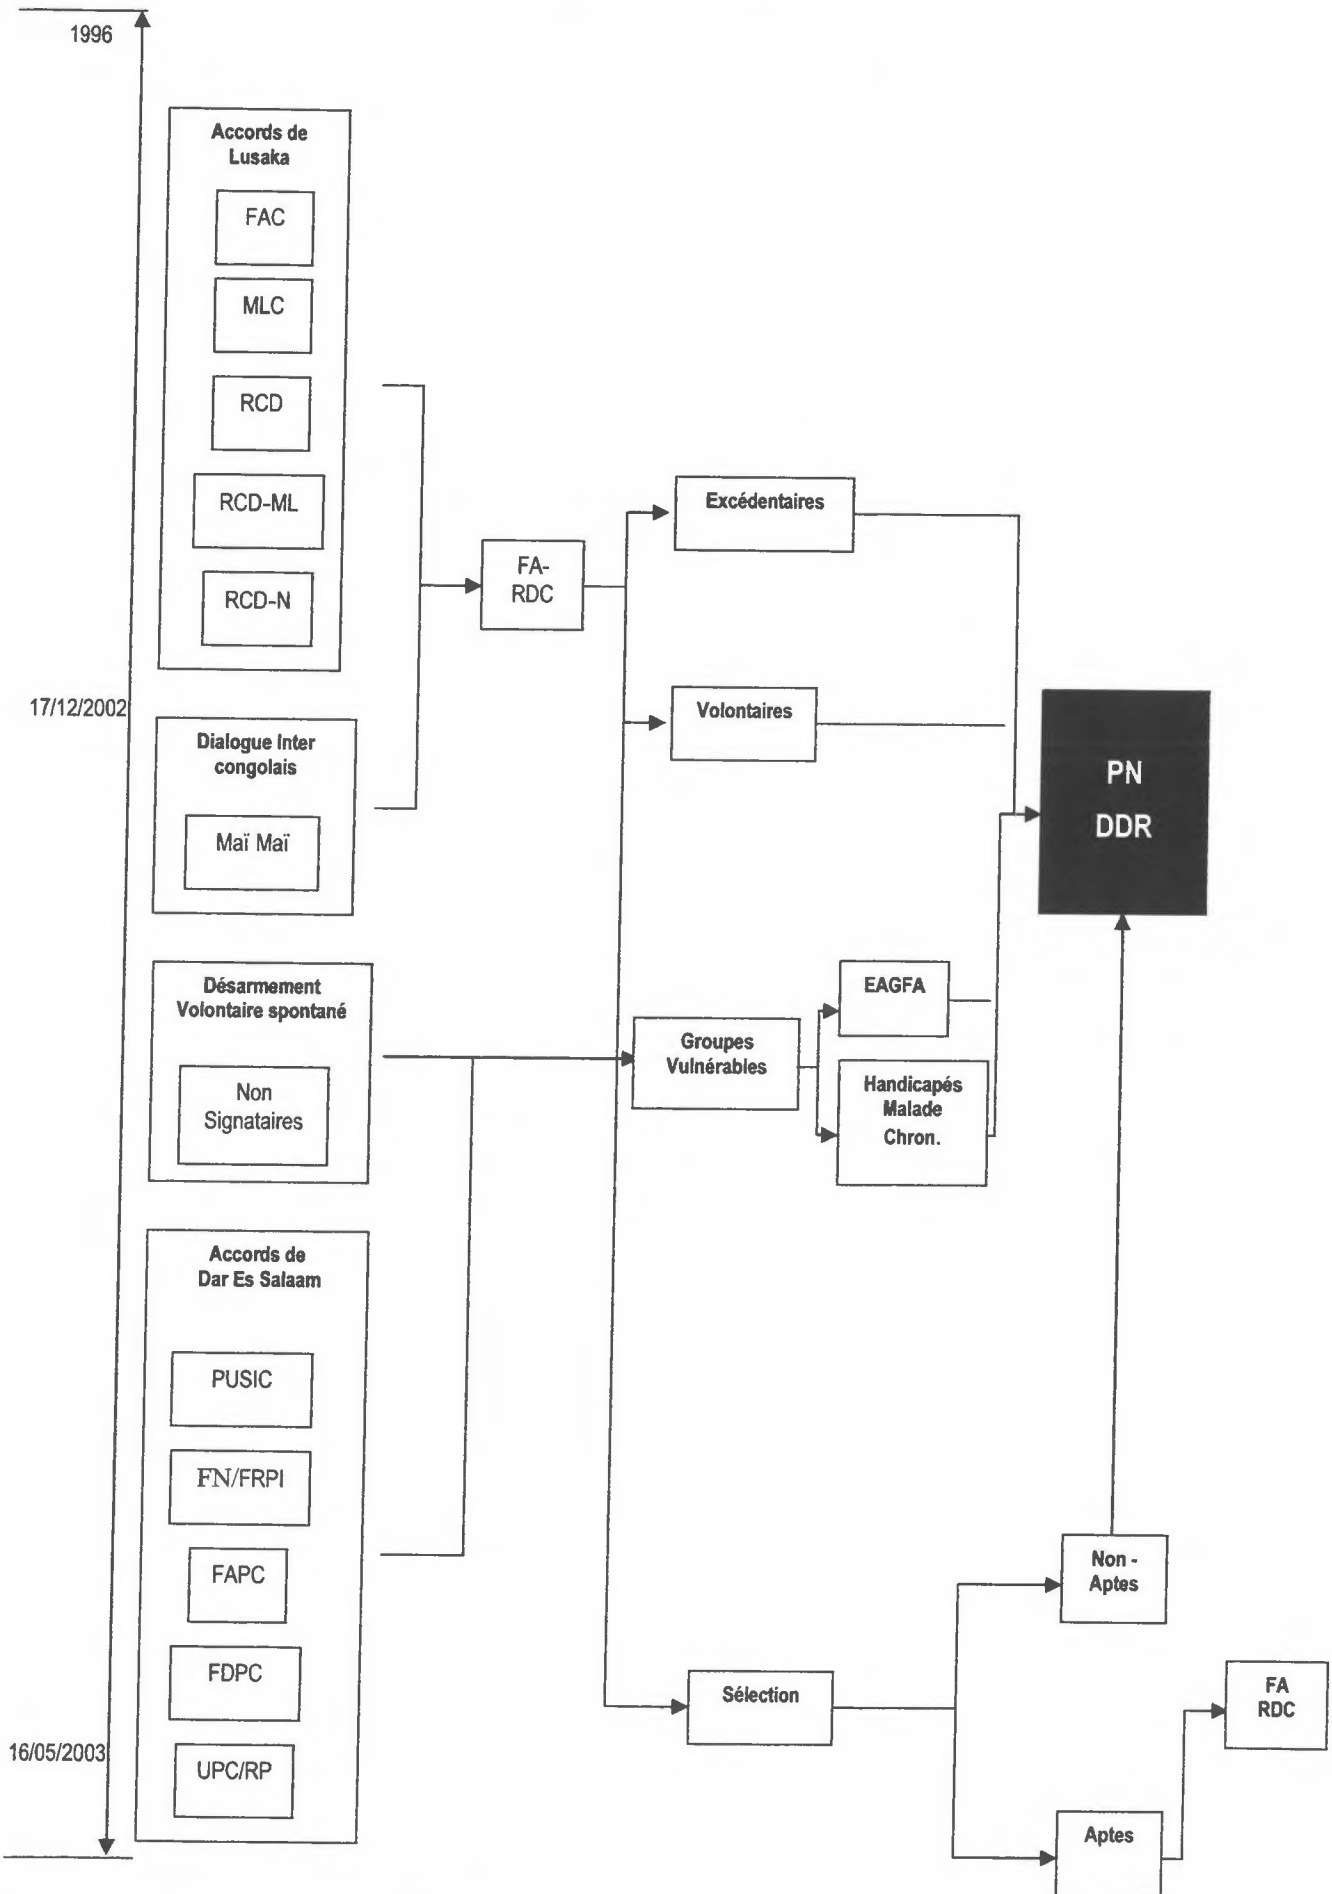 1996
Accords de
Lusaka
FAC
MLC
RCD
RCD-ML
RCD-N
17/12/2002
Dialogue Inter
congolais
Maï Maï
Désarmement
Volontaire spontané
Non
Signataires
Accords de
Dar Es Salaam
PUSIC
FN/FRPI
FAPC
FDPC
UPC/RP
16/05/2003
FA-
RDC
Excédentaires
Volontaires
Groupes
Vulnérables
EAGFA
Handicapés
Malade
Chron.
PN
DDR
Sélection
Non -
Aptes
Aptes
FA
RDC